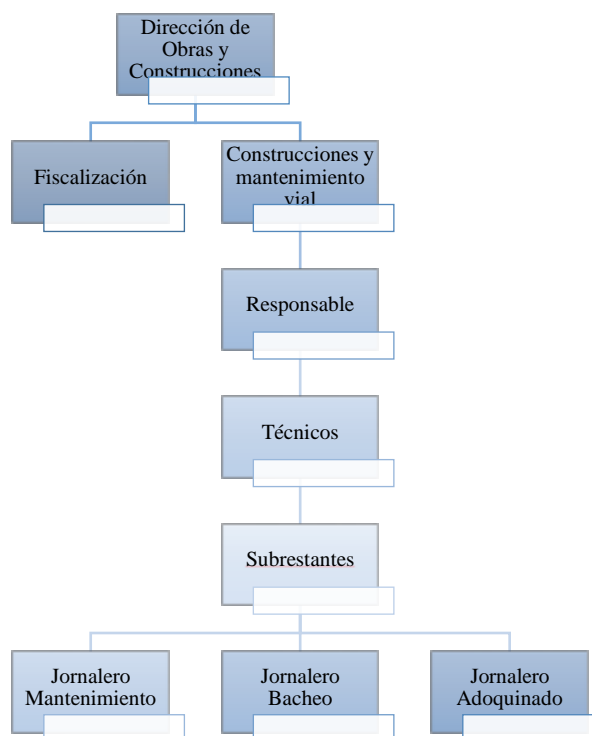 Dirección de
Obras y
Construcciones
Fiscalización
Construcciones y
mantenimiento
vial
Responsable
Técnicos
Subrestantes
Jornalero
Mantenimiento
Jornalero
Bacheo
Jornalero
Adoquinado